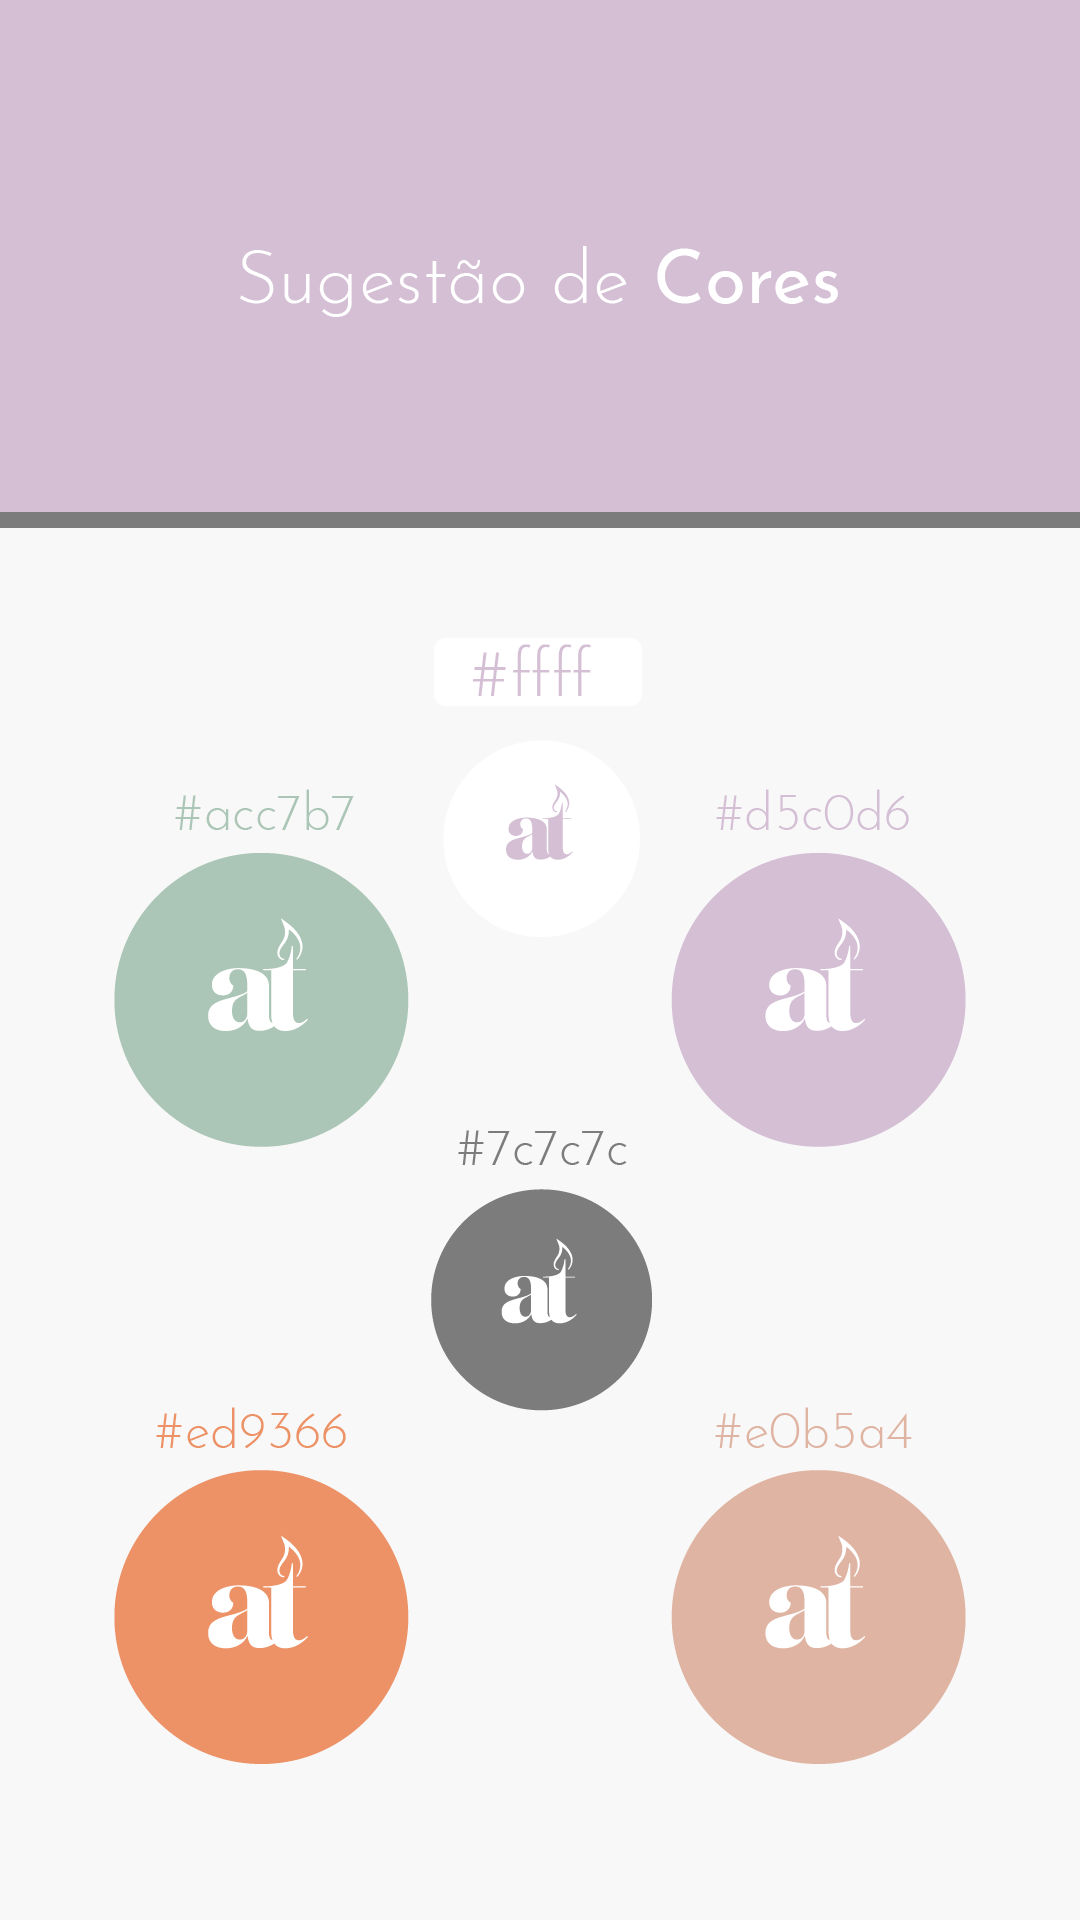 Sugestão de Cores
#ffff
at
#acc7b7
at
#d5c0d6
at
#7c7c7c
at
#ed9366
at
#e0b5a4
at